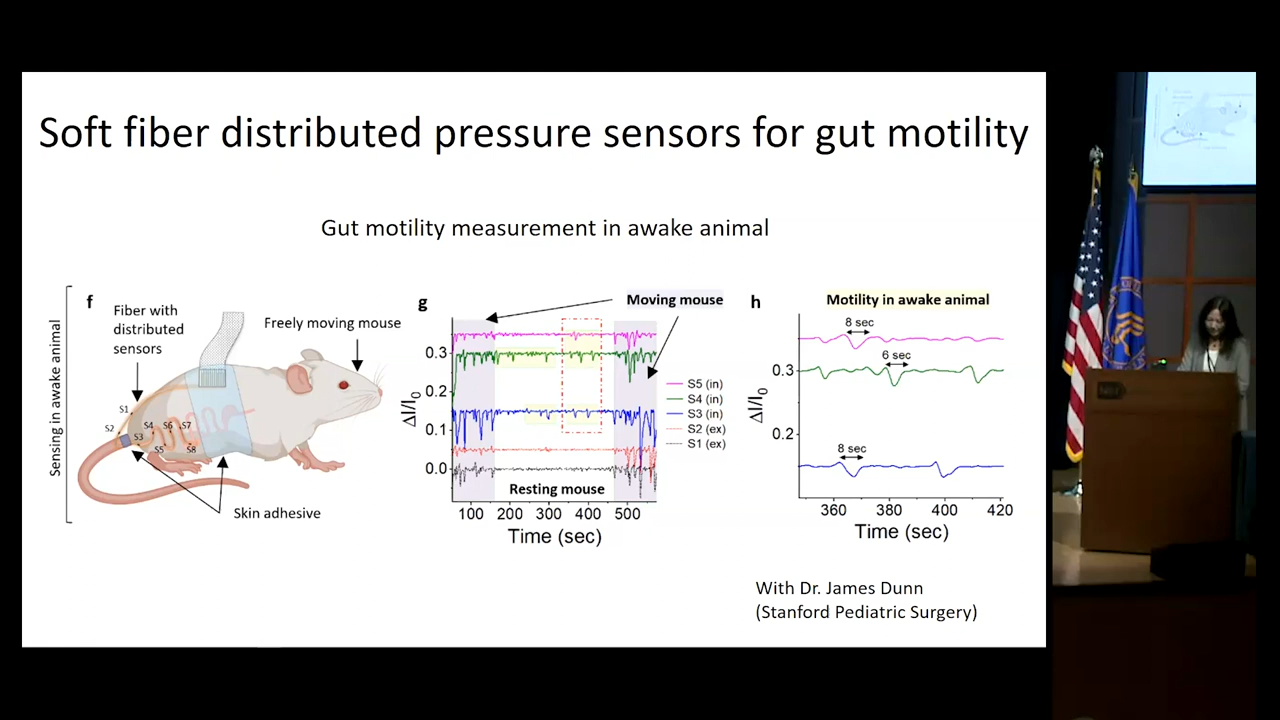 Soft fiber distributed pressure sensors for gut motility
Gut motility measurement in awake animal
Sensing in awake animal
f
Fiber with
distributed
sensors
Freely moving mouse
S1
S2
S3
S4
S5
S6
S7
S8
Skin adhesive
g
Moving mouse
ΔI/I0
0.3
0.2
0.1
0.0
Resting mouse
100 200 300 400 500
Time (sec)
S5 (in)
S4 (in)
S3 (in)
S2 (ex)
S1 (ex)
h
Motility in awake animal
8 sec
6 sec
8 sec
ΔI/I0
0.3
0.2
360 380 400 420
Time (sec)
With Dr. James Dunn
(Stanford Pediatric Surgery)